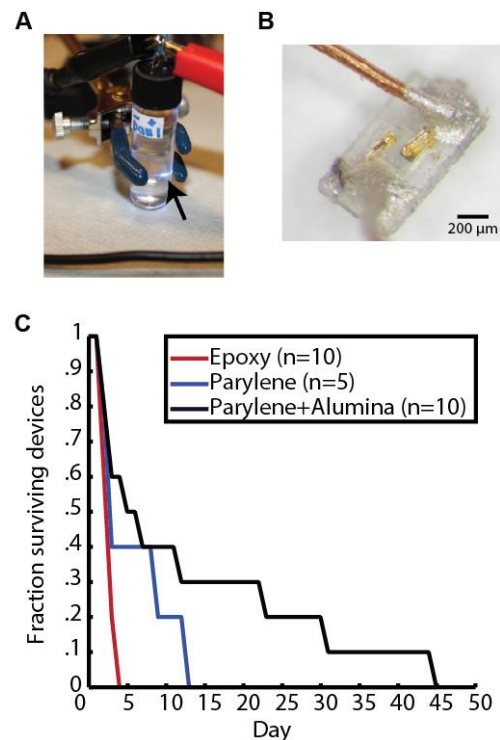 A
B
- +
200 μm
C
Epoxy (n=10)
Parylene (n=5)
Parylene+Alumina (n=10)
Fraction surviving devices
1
.9
.8
.7
.6
.5
.4
.3
.2
.1
0
0 5 10 15 20 25 30 35 40 45 50
Day